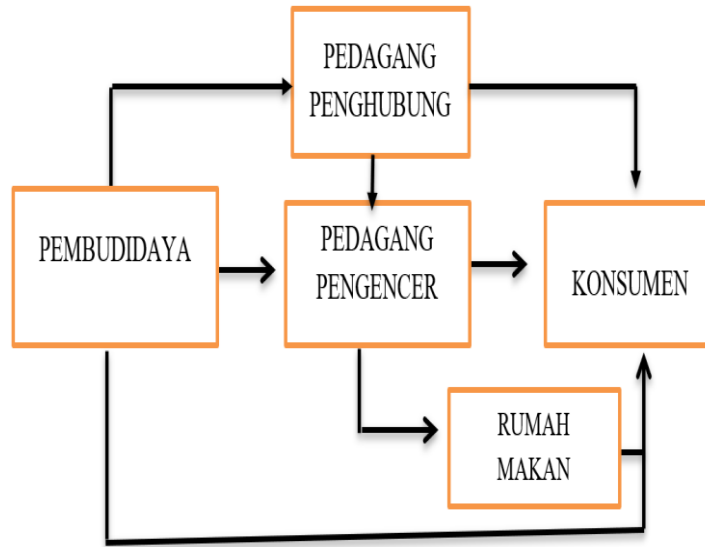 PEDAGANG
PENGHUBUNG
PEMBUDIDAYA
PEDAGANG
PENGENCER
KONSUMEN
RUMAH
MAKAN